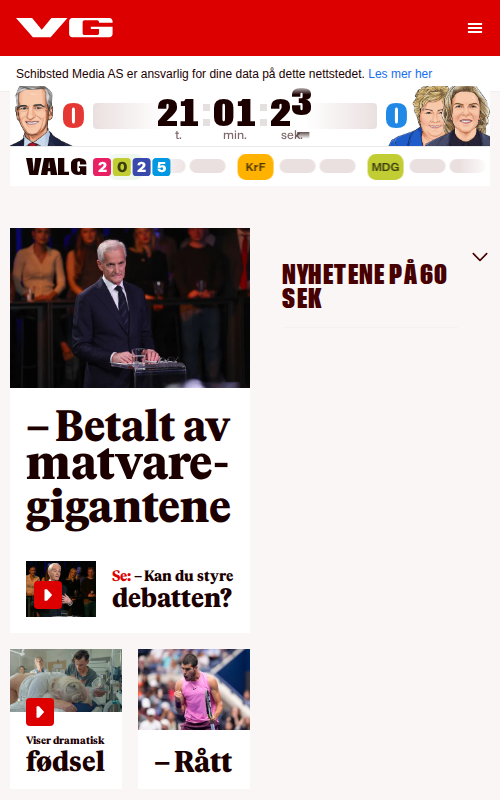 VG
Schibsted Media AS er ansvarlig for dine data på dette nettstedet. Les mer her
0 21:01:23 0
t. min. sek.
VALG 2025 KrF MDG
– Betalt av
matvare-
gigantene
Se: – Kan du styre
debatten?
Viser dramatisk
fødsel
– Rått
NYHETENE PÅ 60
SEK